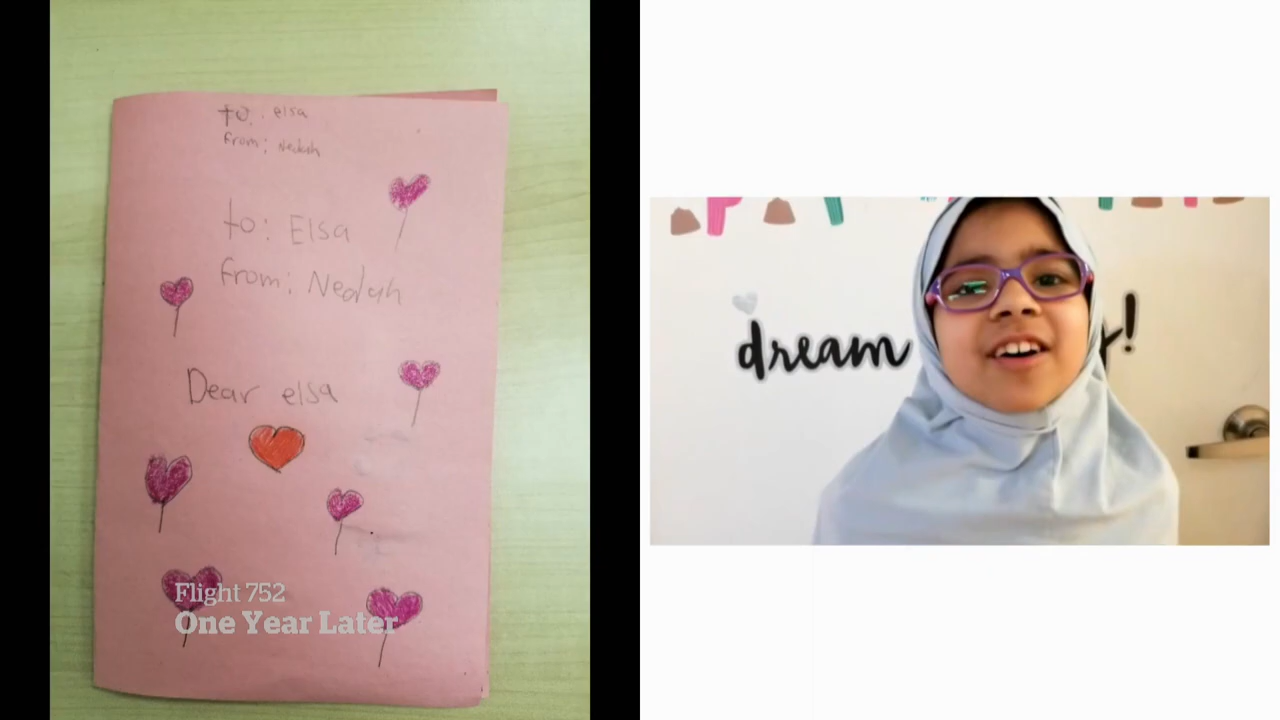 to: elsa
from: Nedah
to: Elsa
from: Nedah
Dear elsa
Flight 752
One Year Later
dream
y!